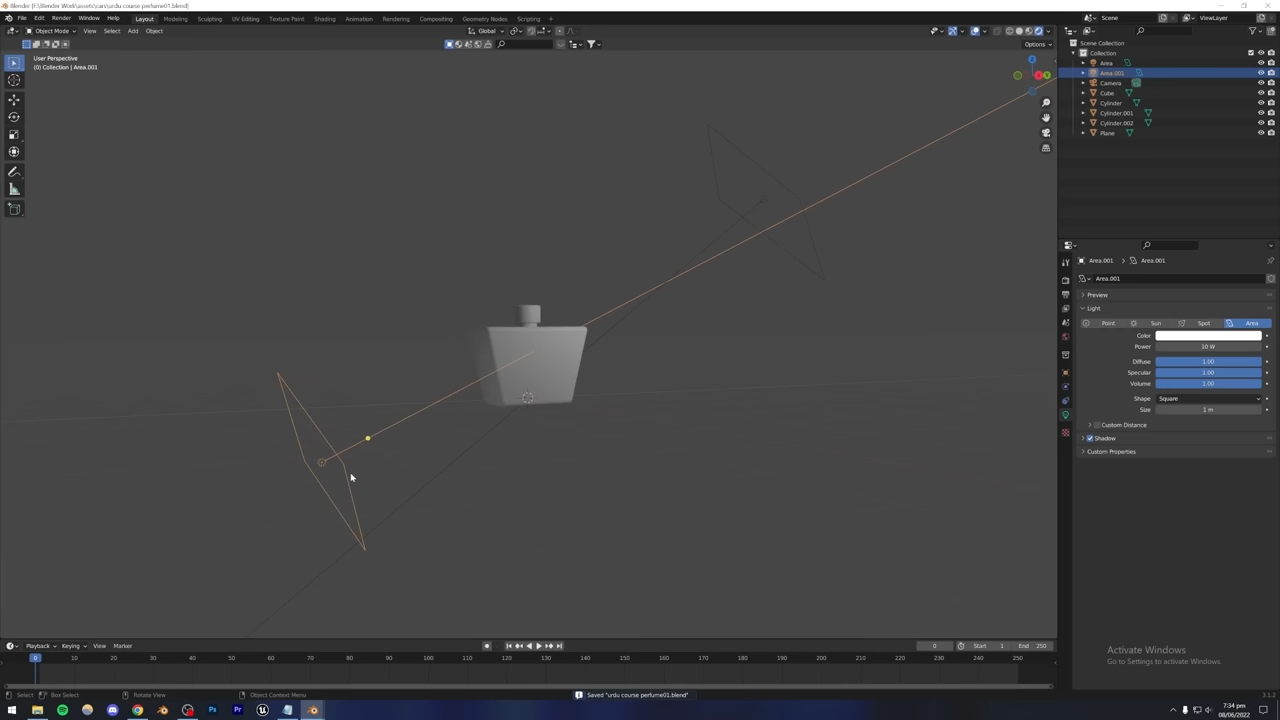 Blender [F:\Blender Work\assets\cars\urdu course perfume01.blend]
File Edit Render Window Help Layout Modeling Sculpting UV Editing Texture Paint Shading Animation Rendering Compositing Geometry Nodes Scripting Scene ViewLayer
Object Mode View Select Add Object Global
Options
User Perspective
(0) Collection | Area.001
Scene Collection
Collection
Area
Area.001
Camera
Cube
Cylinder
Cylinder.001
Cylinder.002
Plane
Area.001 > Area.001
Area.001
Preview
Light
Point Sun Spot Area
Color
Power 10 W
Diffuse 1.00
Specular 1.00
Volume 1.00
Shape Square
Size 1 m
Custom Distance
Shadow
Custom Properties
Activate Windows
Go to Settings to activate Windows.
Playback Keying View Marker 0 Start 1 End 250
0 10 20 30 40 50 60 70 80 90 100 110 120 130 140 150 160 170 180 190 200 210 220 230 240 250
Select Box Select Rotate View Object Context Menu Saved "urdu course perfume01.blend" 3.1.2
7:34 pm
08/06/2022